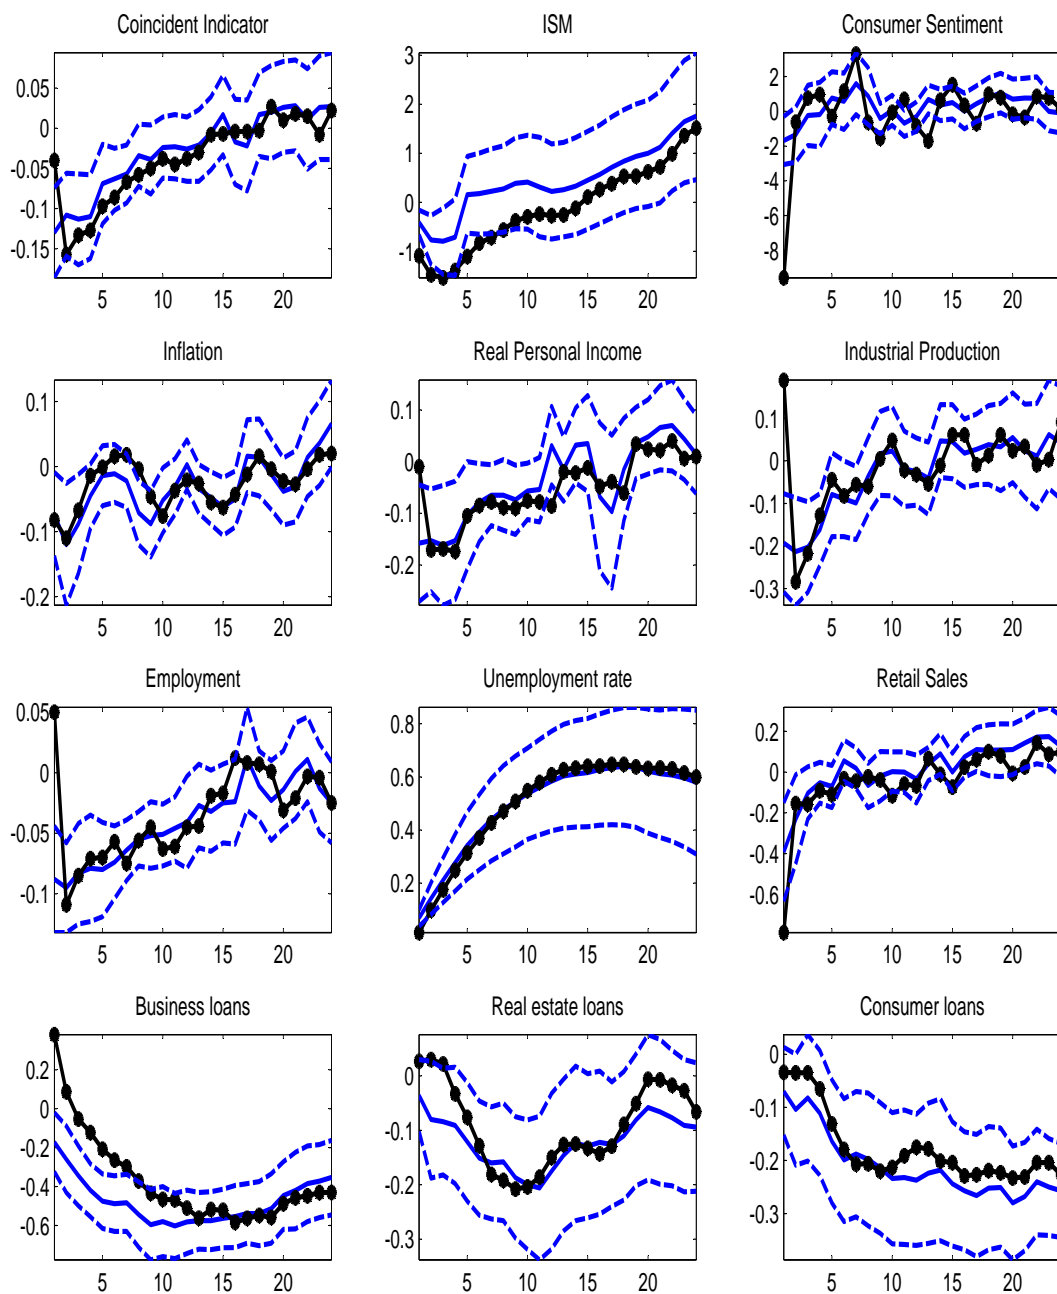 Coincident Indicator
0.05
0
-0.05
-0.1
-0.15
5 10 15 20
ISM
3
2
1
0
-1
5 10 15 20
Consumer Sentiment
2
0
-2
-4
-6
-8
5 10 15 20
Inflation
0.1
0
-0.1
-0.2
5 10 15 20
Real Personal Income
0.1
0
-0.1
-0.2
5 10 15 20
Industrial Production
0.1
0
-0.1
-0.2
-0.3
5 10 15 20
Employment
0.05
0
-0.05
-0.1
5 10 15 20
Unemployment rate
0.8
0.6
0.4
0.2
5 10 15 20
Retail Sales
0.2
0
-0.2
-0.4
-0.6
5 10 15 20
Business loans
0.2
0
-0.2
-0.4
-0.6
5 10 15 20
Real estate loans
0
-0.1
-0.2
-0.3
5 10 15 20
Consumer loans
0
-0.1
-0.2
-0.3
5 10 15 20